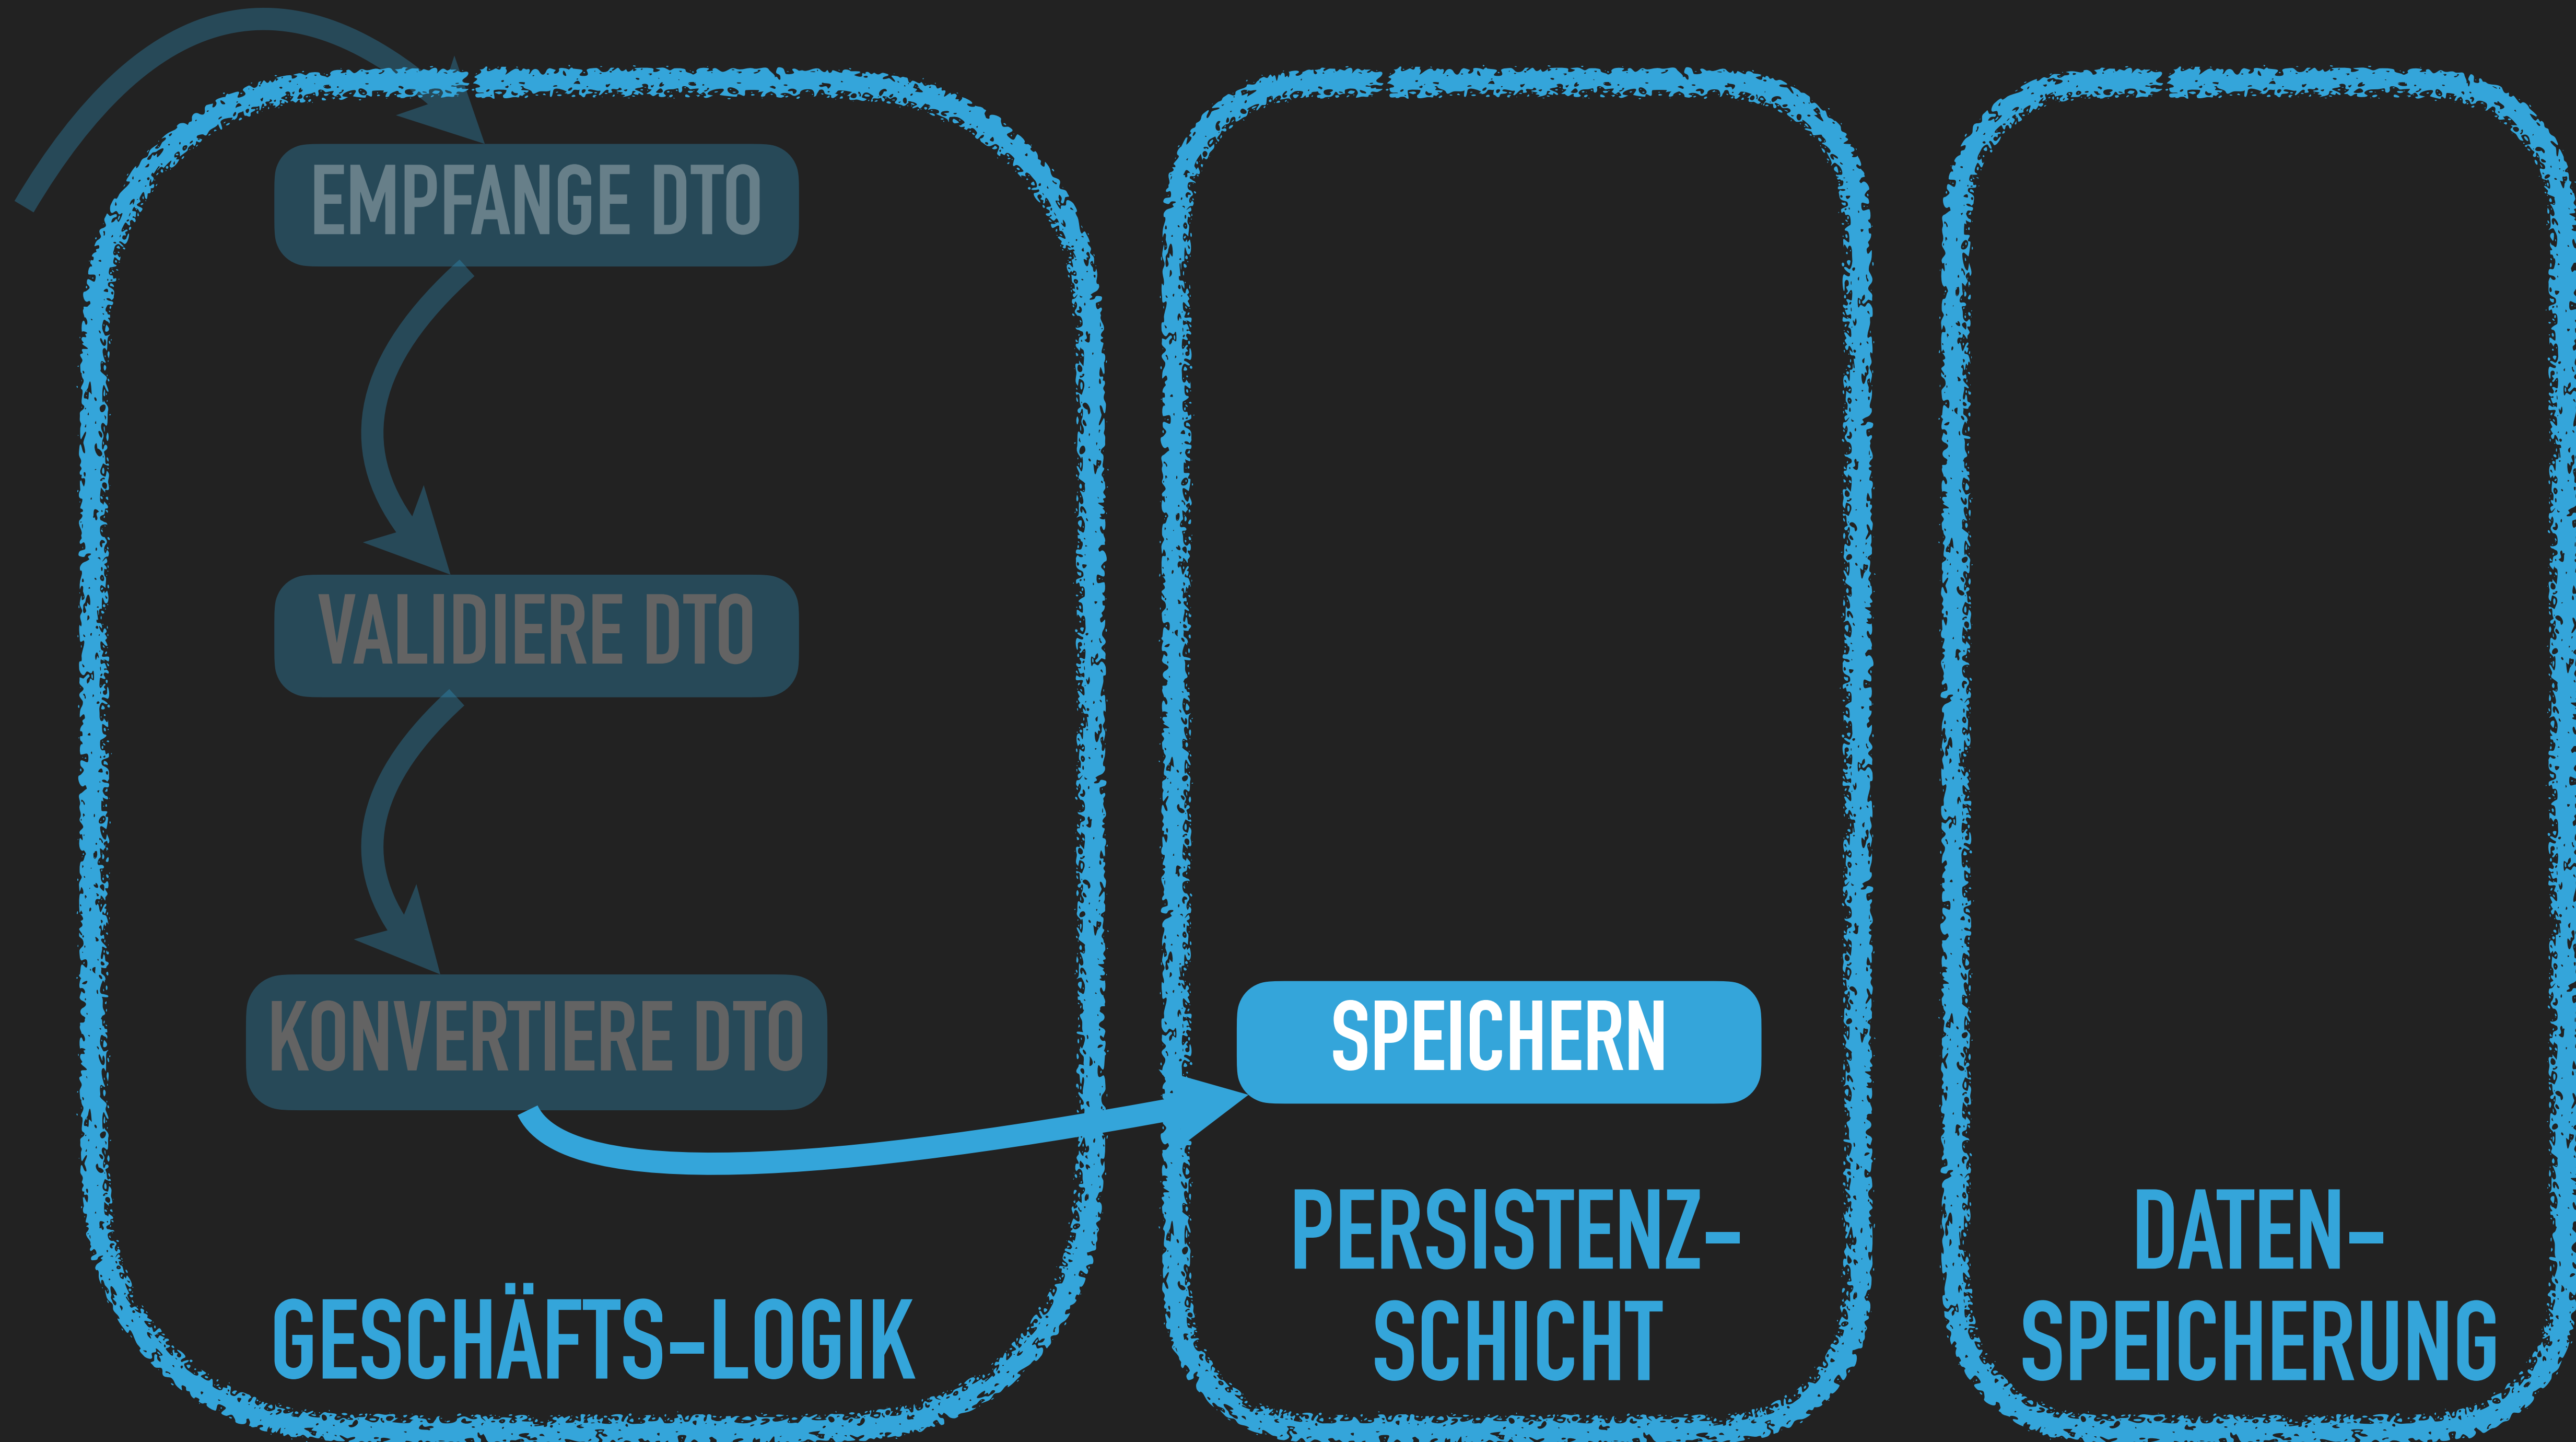 EMPFANGE DTO
VALIDIERE DTO
KONVERTIERE DTO
SPEICHERN
GESCHÄFTS-LOGIK
PERSISTENZ-
SCHICHT
DATEN-
SPEICHERUNG